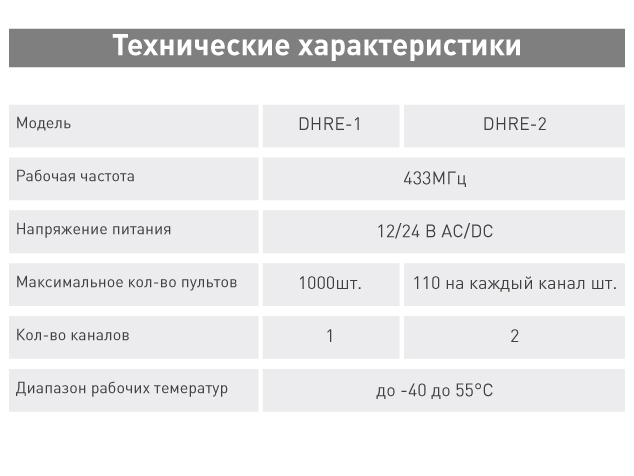 Технические характеристики
Модель DHRE-1 DHRE-2
Рабочая частота 433МГц
Напряжение питания 12/24 В AC/DC
Максимальное кол-во пультов 1000шт. 110 на каждый канал шт.
Кол-во каналов 1 2
Диапазон рабочих темератур до -40 до 55°C